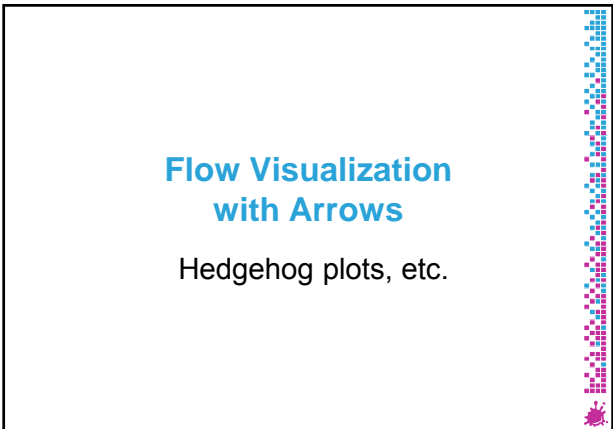 Flow Visualization
with Arrows
Hedgehog plots, etc.